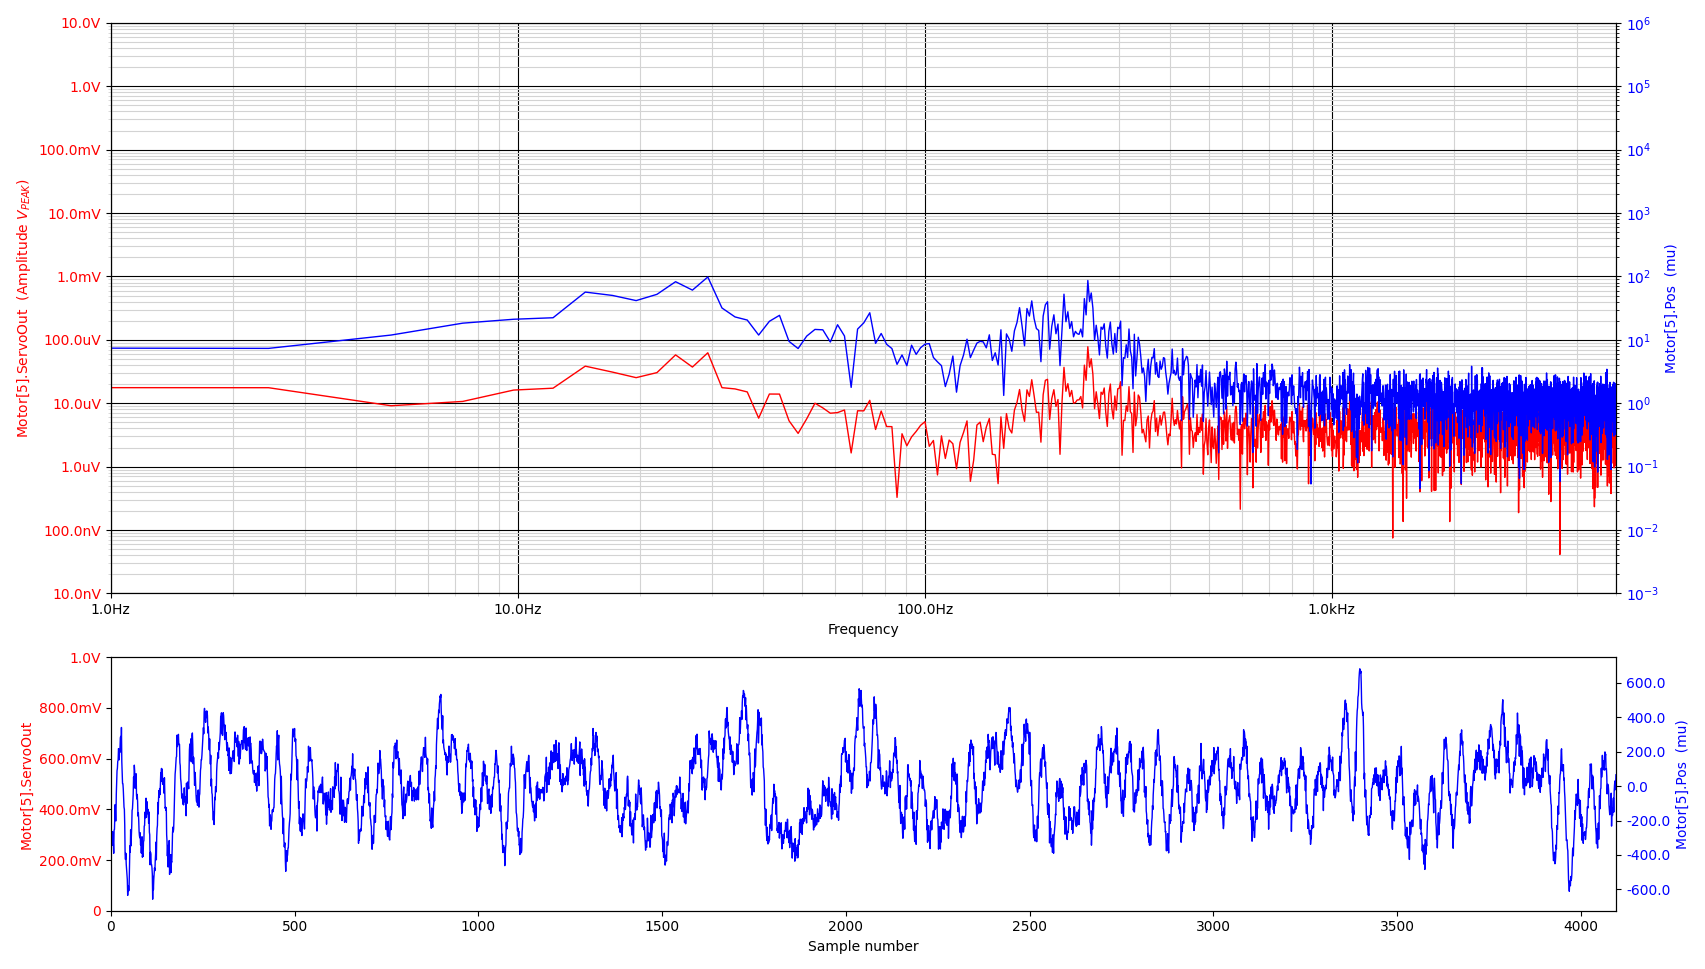 10.0V
1.0V
100.0mV
10.0mV
1.0mV
100.0uV
10.0uV
1.0uV
100.0nV
10.0nV
Motor[5].ServoOut (Amplitude V_PEAK)
10^6
10^5
10^4
10^3
10^2
10^1
10^0
10^-1
10^-2
10^-3
Motor[5].Pos (mu)
1.0Hz 10.0Hz 100.0Hz 1.0kHz
Frequency
1.0V
800.0mV
600.0mV
400.0mV
200.0mV
0
Motor[5].ServoOut
600.0
400.0
200.0
0.0
-200.0
-400.0
-600.0
Motor[5].Pos (mu)
0 500 1000 1500 2000 2500 3000 3500 4000
Sample number